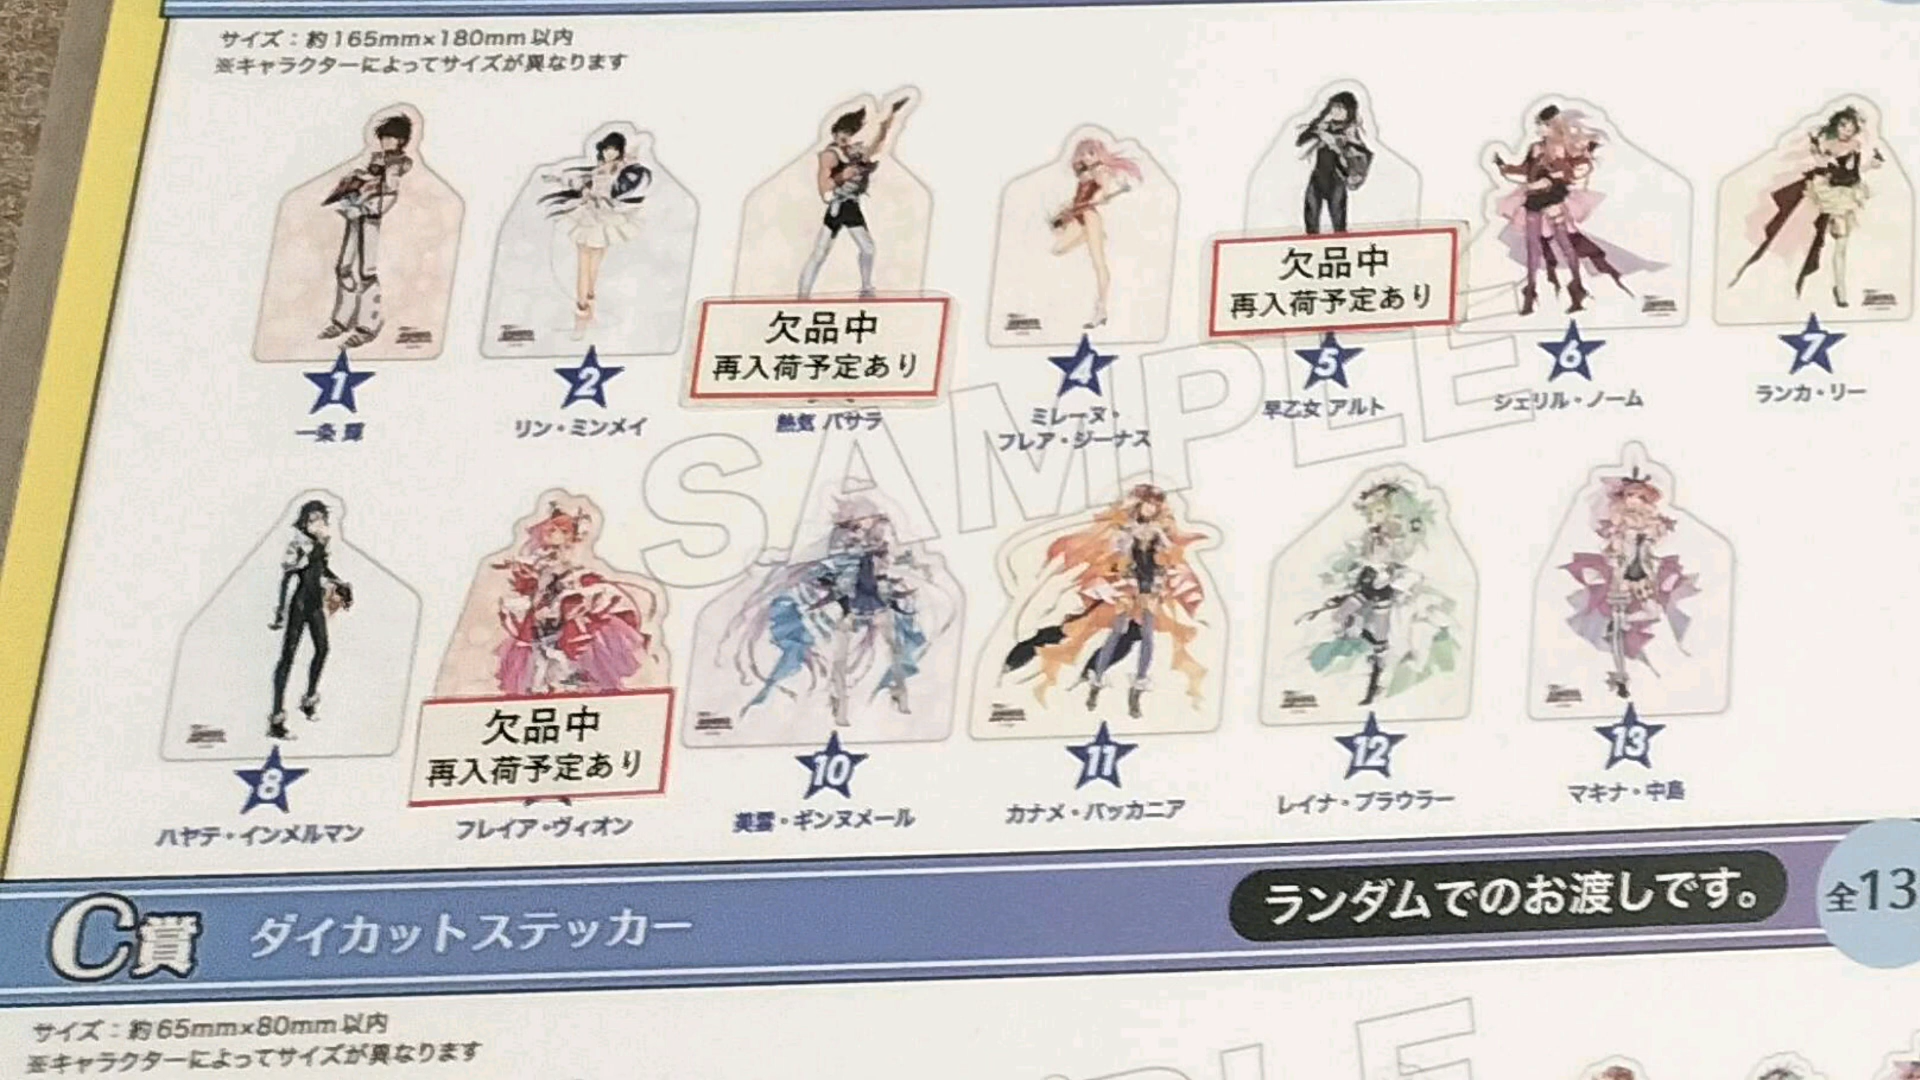 サイズ：約165mm×180mm以内
※キャラクターによってサイズが異なります
欠品中
再入荷予定あり
欠品中
再入荷予定あり
1
2
4
5
6
7
一条 輝
リン・ミンメイ
熱気 バサラ
ミレーヌ・
フレア・ジーナス
早乙女 アルト
シェリル・ノーム
ランカ・リー
SAMPLE
欠品中
再入荷予定あり
8
10
11
12
13
ハヤテ・インメルマン
フレイア・ヴィオン
美雲・ギンヌメール
カナメ・バッカニア
レイナ・プラウラー
マキナ・中島
C賞 ダイカットステッカー
ランダムでのお渡しです。
全13
サイズ：約65mm×80mm以内
※キャラクターによってサイズが異なります